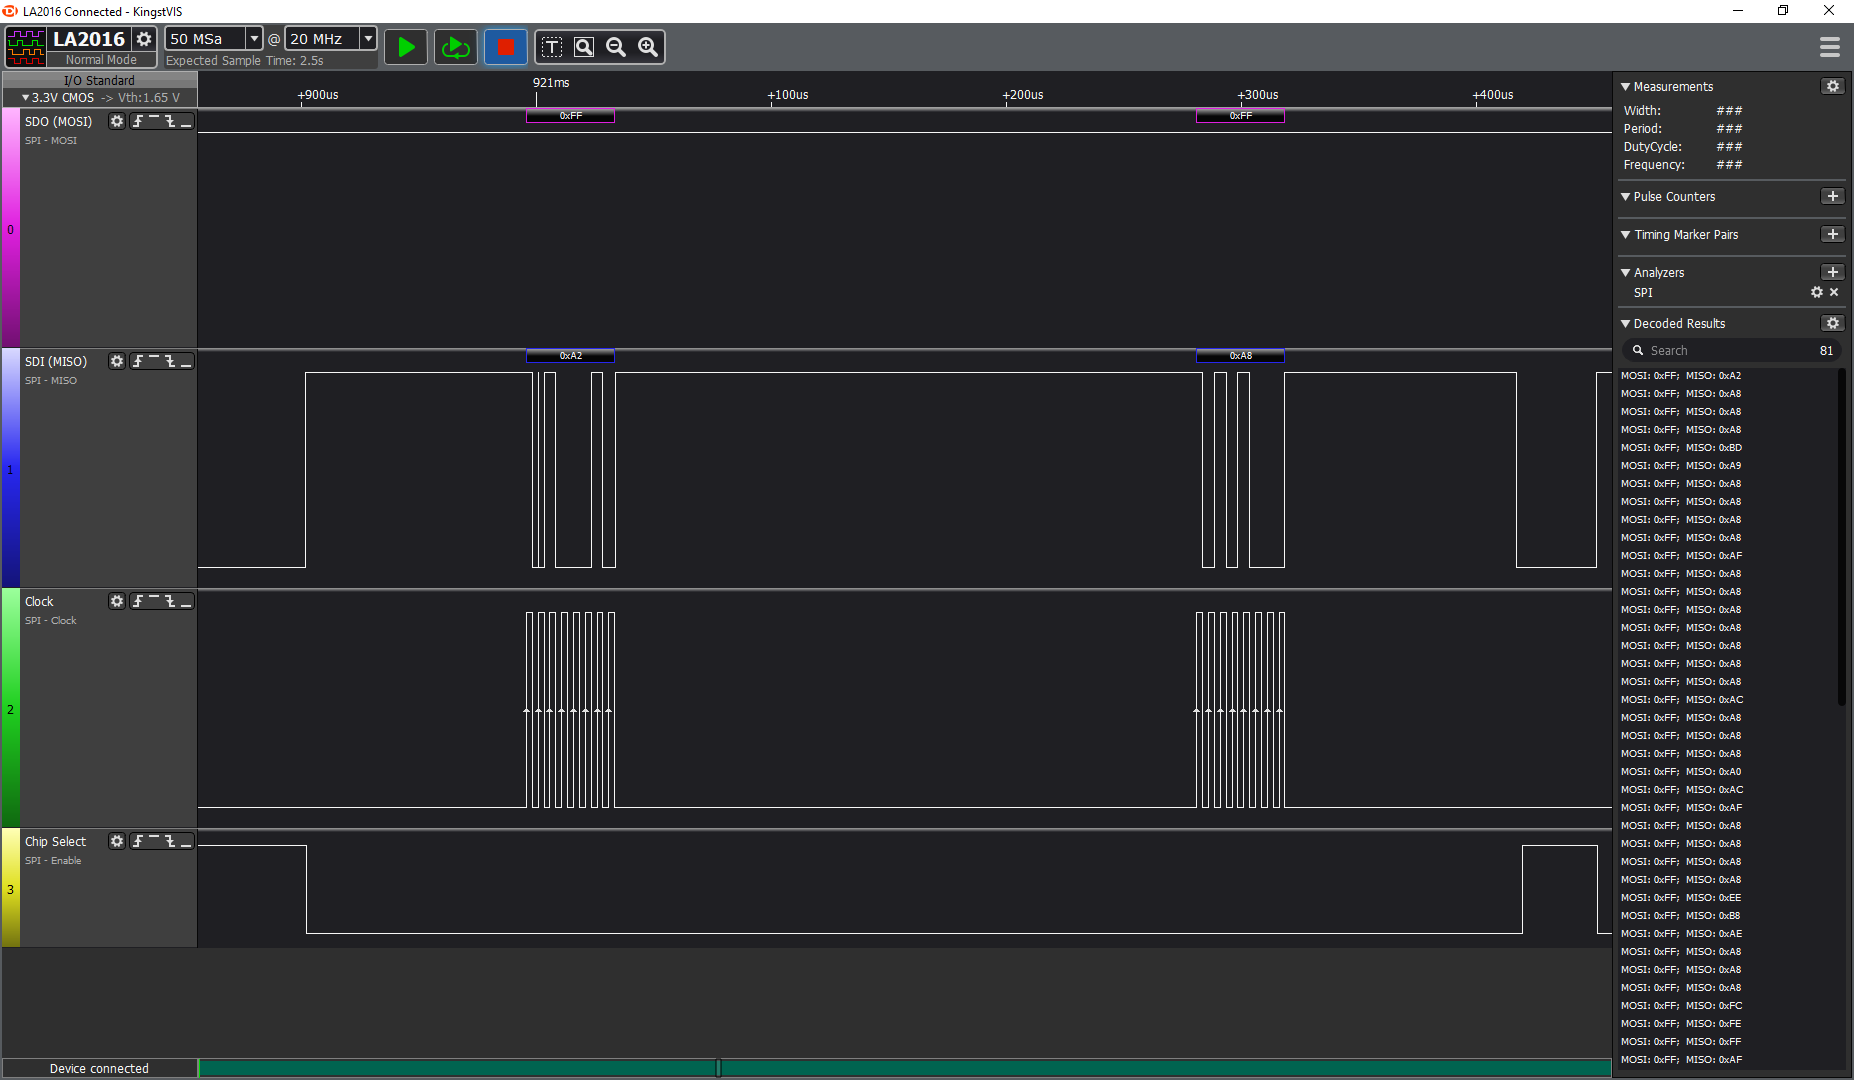 LA2016 Connected - KingstVIS
LA2016
Normal Mode
50 MSa @ 20 MHz
Expected Sample Time: 2.5s
T
I/O Standard
3.3V CMOS -> Vth:1.65 V
921ms
+900us +100us +200us +300us +400us
0
SDO (MOSI)
SPI - MOSI
0xFF 0xFF
1
SDI (MISO)
SPI - MISO
0xA2 0xA8
2
Clock
SPI - Clock
3
Chip Select
SPI - Enable
Device connected
Measurements
Width: ###
Period: ###
DutyCycle: ###
Frequency: ###
Pulse Counters
Timing Marker Pairs
Analyzers
SPI
Decoded Results
Search 81
MOSI: 0xFF; MISO: 0xA2
MOSI: 0xFF; MISO: 0xA8
MOSI: 0xFF; MISO: 0xA8
MOSI: 0xFF; MISO: 0xA8
MOSI: 0xFF; MISO: 0xBD
MOSI: 0xFF; MISO: 0xA9
MOSI: 0xFF; MISO: 0xA8
MOSI: 0xFF; MISO: 0xA8
MOSI: 0xFF; MISO: 0xA8
MOSI: 0xFF; MISO: 0xA8
MOSI: 0xFF; MISO: 0xAF
MOSI: 0xFF; MISO: 0xA8
MOSI: 0xFF; MISO: 0xA8
MOSI: 0xFF; MISO: 0xA8
MOSI: 0xFF; MISO: 0xA8
MOSI: 0xFF; MISO: 0xA8
MOSI: 0xFF; MISO: 0xA8
MOSI: 0xFF; MISO: 0xA8
MOSI: 0xFF; MISO: 0xAC
MOSI: 0xFF; MISO: 0xA8
MOSI: 0xFF; MISO: 0xA8
MOSI: 0xFF; MISO: 0xA8
MOSI: 0xFF; MISO: 0xA0
MOSI: 0xFF; MISO: 0xAC
MOSI: 0xFF; MISO: 0xAF
MOSI: 0xFF; MISO: 0xA8
MOSI: 0xFF; MISO: 0xA8
MOSI: 0xFF; MISO: 0xA8
MOSI: 0xFF; MISO: 0xA8
MOSI: 0xFF; MISO: 0xEE
MOSI: 0xFF; MISO: 0xB8
MOSI: 0xFF; MISO: 0xAE
MOSI: 0xFF; MISO: 0xA8
MOSI: 0xFF; MISO: 0xA8
MOSI: 0xFF; MISO: 0xA8
MOSI: 0xFF; MISO: 0xFC
MOSI: 0xFF; MISO: 0xFE
MOSI: 0xFF; MISO: 0xFF
MOSI: 0xFF; MISO: 0xAF